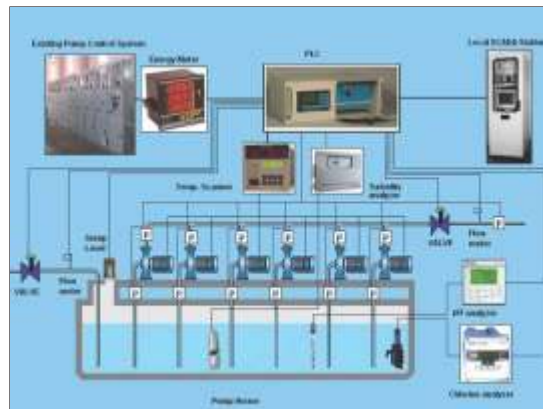 Existing Pump Control System
PLC
Local SCADA Station
Energy Meter
Temp. Scanner
Turbidity
analyzer
P
Sump
Level
VALVE
Flow
meter
P
P
P
P
P
P
VALVE
Flow
meter
P
P
P
P
P
P
P
pH analyzer
Chlorine analyzer
Pump House